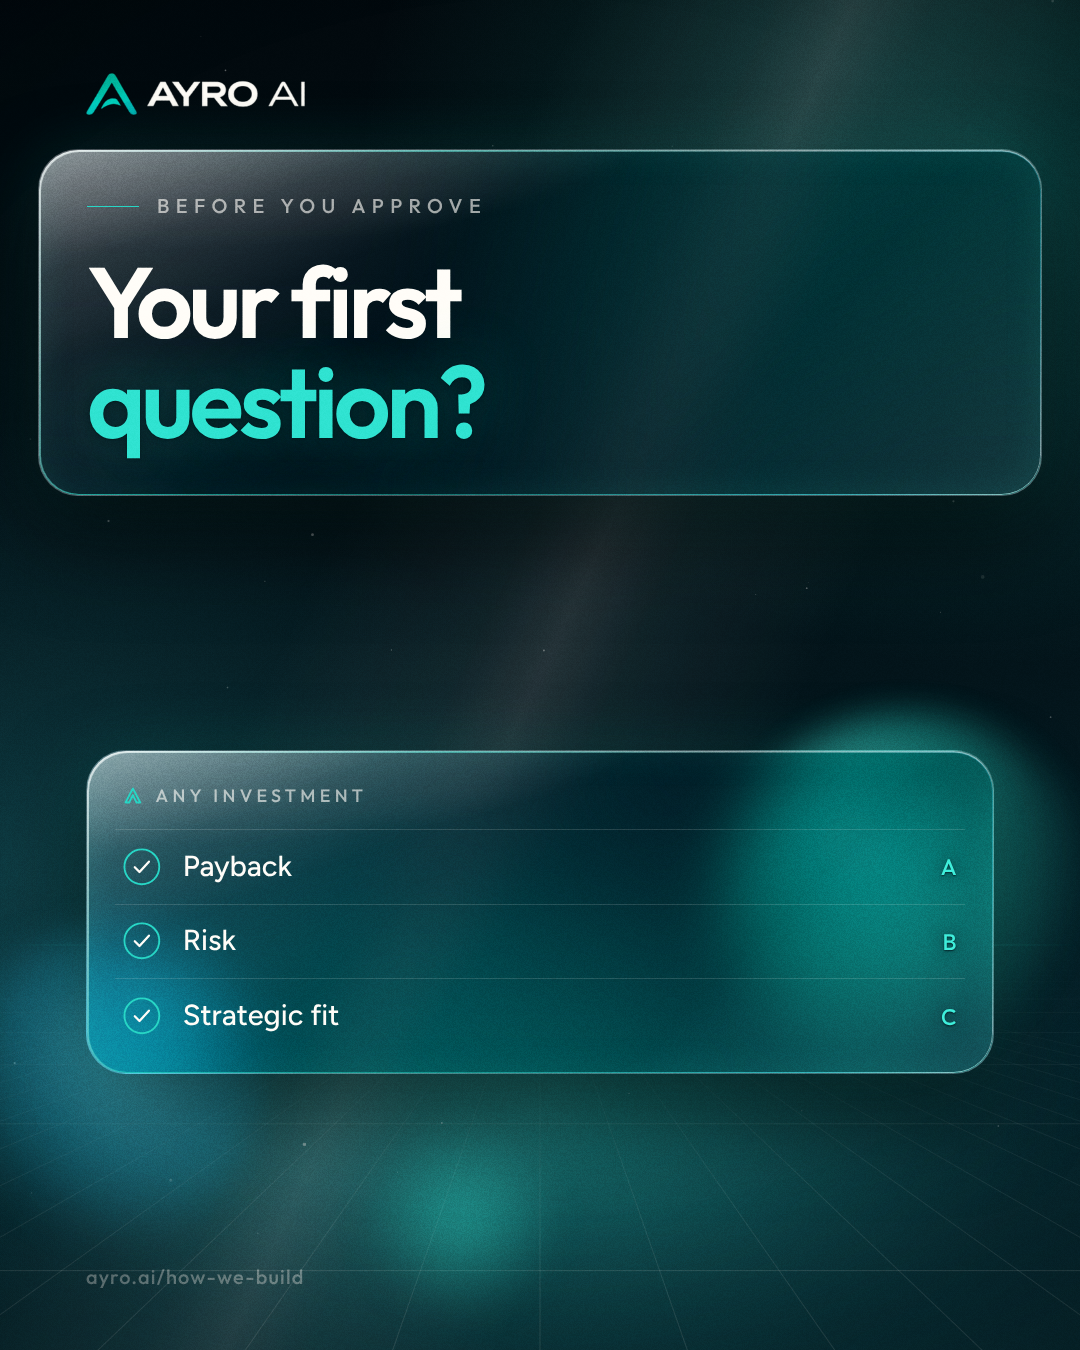 AYRO AI
BEFORE YOU APPROVE
Your first
question?
ANY INVESTMENT
Payback A
Risk B
Strategic fit C
ayro.ai/how-we-build